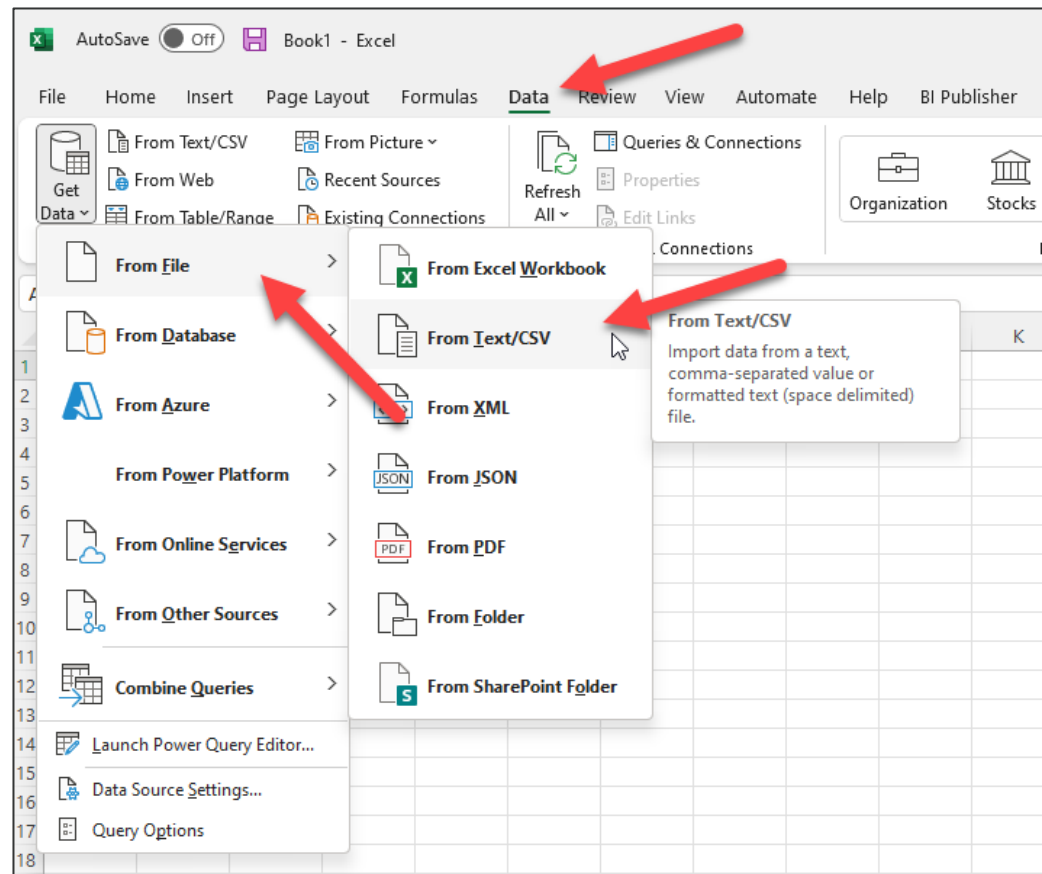 AutoSave Off Book1 - Excel
File Home Insert Page Layout Formulas Data Review View Automate Help BI Publisher
Get Data
From Text/CSV
From Web
From Table/Range
From Picture
Recent Sources
Existing Connections
Refresh All
Queries & Connections
Properties
Edit Links
Connections
Organization
Stocks
From File
From Database
From Azure
From Power Platform
From Online Services
From Other Sources
Combine Queries
Launch Power Query Editor...
Data Source Settings...
Query Options
From Excel Workbook
From Text/CSV
From XML
From JSON
JSON
From PDF
PDF
From Folder
From SharePoint Folder
From Text/CSV
Import data from a text,
comma-separated value or
formatted text (space delimited)
file.
K
1
2
3
4
5
6
7
8
9
10
11
12
13
14
15
16
17
18